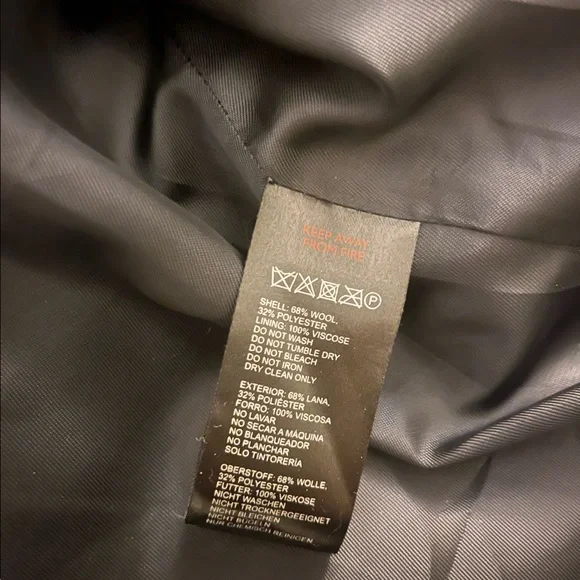 KEEP AWAY
FROM FIRE
P
SHELL: 68% WOOL,
32% POLYESTER
LINING: 100% VISCOSE
DO NOT WASH
DO NOT TUMBLE DRY
DO NOT BLEACH
DO NOT IRON
DRY CLEAN ONLY
EXTERIOR: 68% LANA,
32% POLIÉSTER
FORRO: 100% VISCOSA
NO LAVAR
NO SECAR A MÁQUINA
NO BLANQUEADOR
NO PLANCHAR
SOLO TINTORERÍA
OBERSTOFF: 68% WOLLE,
32% POLYESTER
FUTTER: 100% VISKOSE
NICHT WASCHEN
NICHT TROCKNERGEEIGNET
NICHT BLEICHEN
NICHT BÜGELN
NUR CHEMISCH REINIGEN